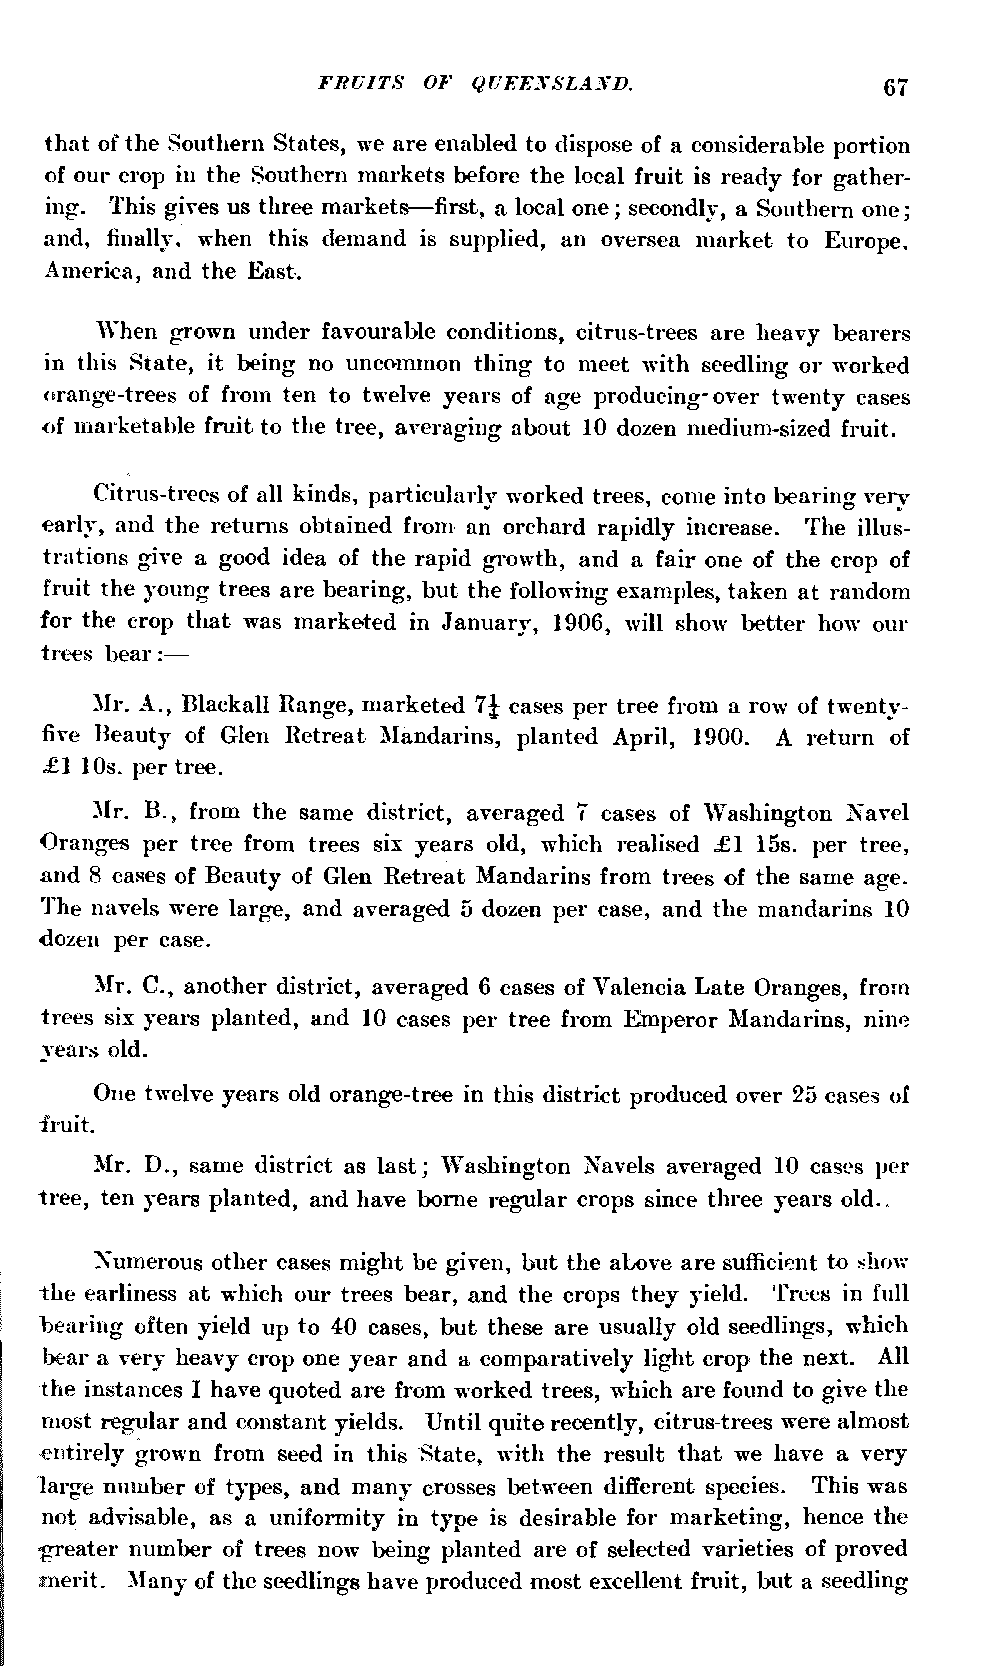 FRUITS OF QUEENSLAND. 67
that of the Southern States, we are enabled to dispose of a considerable portion
of our crop in the Southern markets before the local fruit is ready for gather-
ing. This gives us three markets—first, a local one; secondly, a Southern one;
and, finally, when this demand is supplied, an oversea market to Europe,
America, and the East.
When grown under favourable conditions, citrus-trees are heavy bearers
in this State, it being no uncommon thing to meet with seedling or worked
orange-trees of from ten to twelve years of age producing over twenty cases
of marketable fruit to the tree, averaging about 10 dozen medium-sized fruit.
Citrus-trees of all kinds, particularly worked trees, come into bearing very
early, and the returns obtained from an orchard rapidly increase. The illus-
trations give a good idea of the rapid growth, and a fair one of the crop of
fruit the young trees are bearing, but the following examples, taken at random
for the crop that was marketed in January, 1906, will show better how our
trees bear:—
Mr. A., Blackall Range, marketed 7½ cases per tree from a row of twenty-
five Beauty of Glen Retreat Mandarins, planted April, 1900. A return of
£1 10s. per tree.
Mr. B., from the same district, averaged 7 cases of Washington Navel
Oranges per tree from trees six years old, which realised £1 15s. per tree,
and 8 cases of Beauty of Glen Retreat Mandarins from trees of the same age.
The navels were large, and averaged 5 dozen per case, and the mandarins 10
dozen per case.
Mr. C., another district, averaged 6 cases of Valencia Late Oranges, from
trees six years planted, and 10 cases per tree from Emperor Mandarins, nine
years old.
One twelve years old orange-tree in this district produced over 25 cases of
fruit.
Mr. D., same district as last; Washington Navels averaged 10 cases per
tree, ten years planted, and have borne regular crops since three years old..
Numerous other cases might be given, but the above are sufficient to show
the earliness at which our trees bear, and the crops they yield. Trees in full
bearing often yield up to 40 cases, but these are usually old seedlings, which
bear a very heavy crop one year and a comparatively light crop the next. All
the instances I have quoted are from worked trees, which are found to give the
most regular and constant yields. Until quite recently, citrus-trees were almost
entirely grown from seed in this State, with the result that we have a very
large number of types, and many crosses between different species. This was
not advisable, as a uniformity in type is desirable for marketing, hence the
greater number of trees now being planted are of selected varieties of proved
merit. Many of the seedlings have produced most excellent fruit, but a seedling